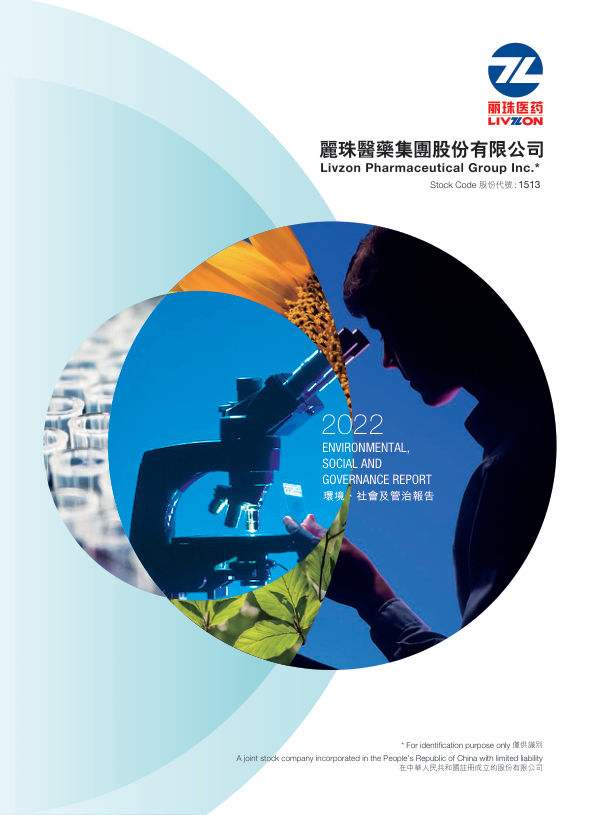 丽珠医药
LIVZON
麗珠醫藥集團股份有限公司
Livzon Pharmaceutical Group Inc.*
Stock Code 股份代號 : 1513
2022
ENVIRONMENTAL,
SOCIAL AND
GOVERNANCE REPORT
環境、社會及管治報告
* For identification purpose only 僅供識別
A joint stock company incorporated in the People's Republic of China with limited liability
在中華人民共和國註冊成立的股份有限公司